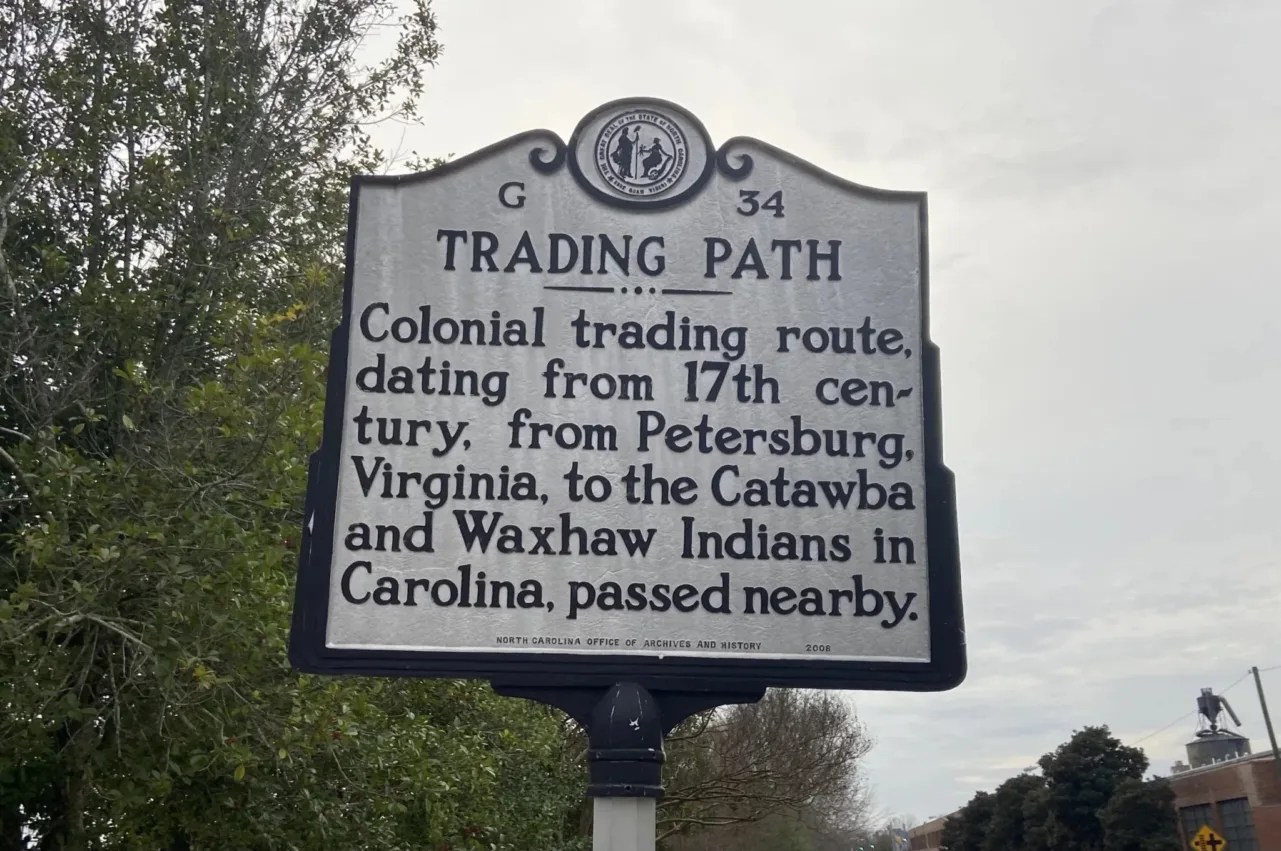 G 34
TRADING PATH
Colonial trading route,
dating from 17th cen-
tury, from Petersburg,
Virginia, to the Catawba
and Waxhaw Indians in
Carolina, passed nearby.
NORTH CAROLINA OFFICE OF ARCHIVES AND HISTORY 2008